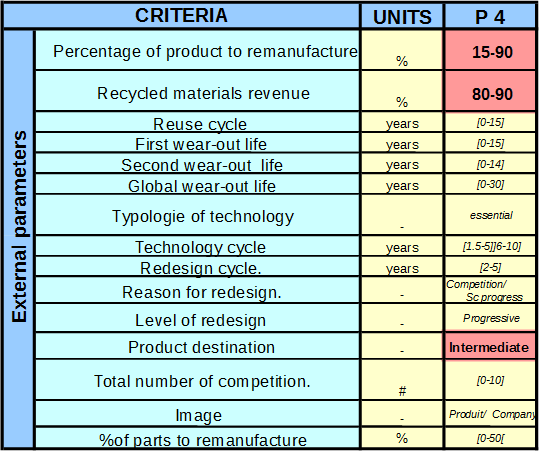 CRITERIA UNITS P 4
External parameters
Percentage of product to remanufacture % 15-90
Recycled materials revenue % 80-90
Reuse cycle years [0-15]
First wear-out life years [0-15]
Second wear-out life years [0-14]
Global wear-out life years [0-30]
Typologie of technology - essential
Technology cycle years [1.5-5]]6-10]
Redesign cycle. years [2-5]
Reason for redesign. - Competition/
Sc progress
Level of redesign - Progressive
Product destination - Intermediate
Total number of competition. # [0-10]
Image - Produit/ Company
%of parts to remanufacture % [0-50[